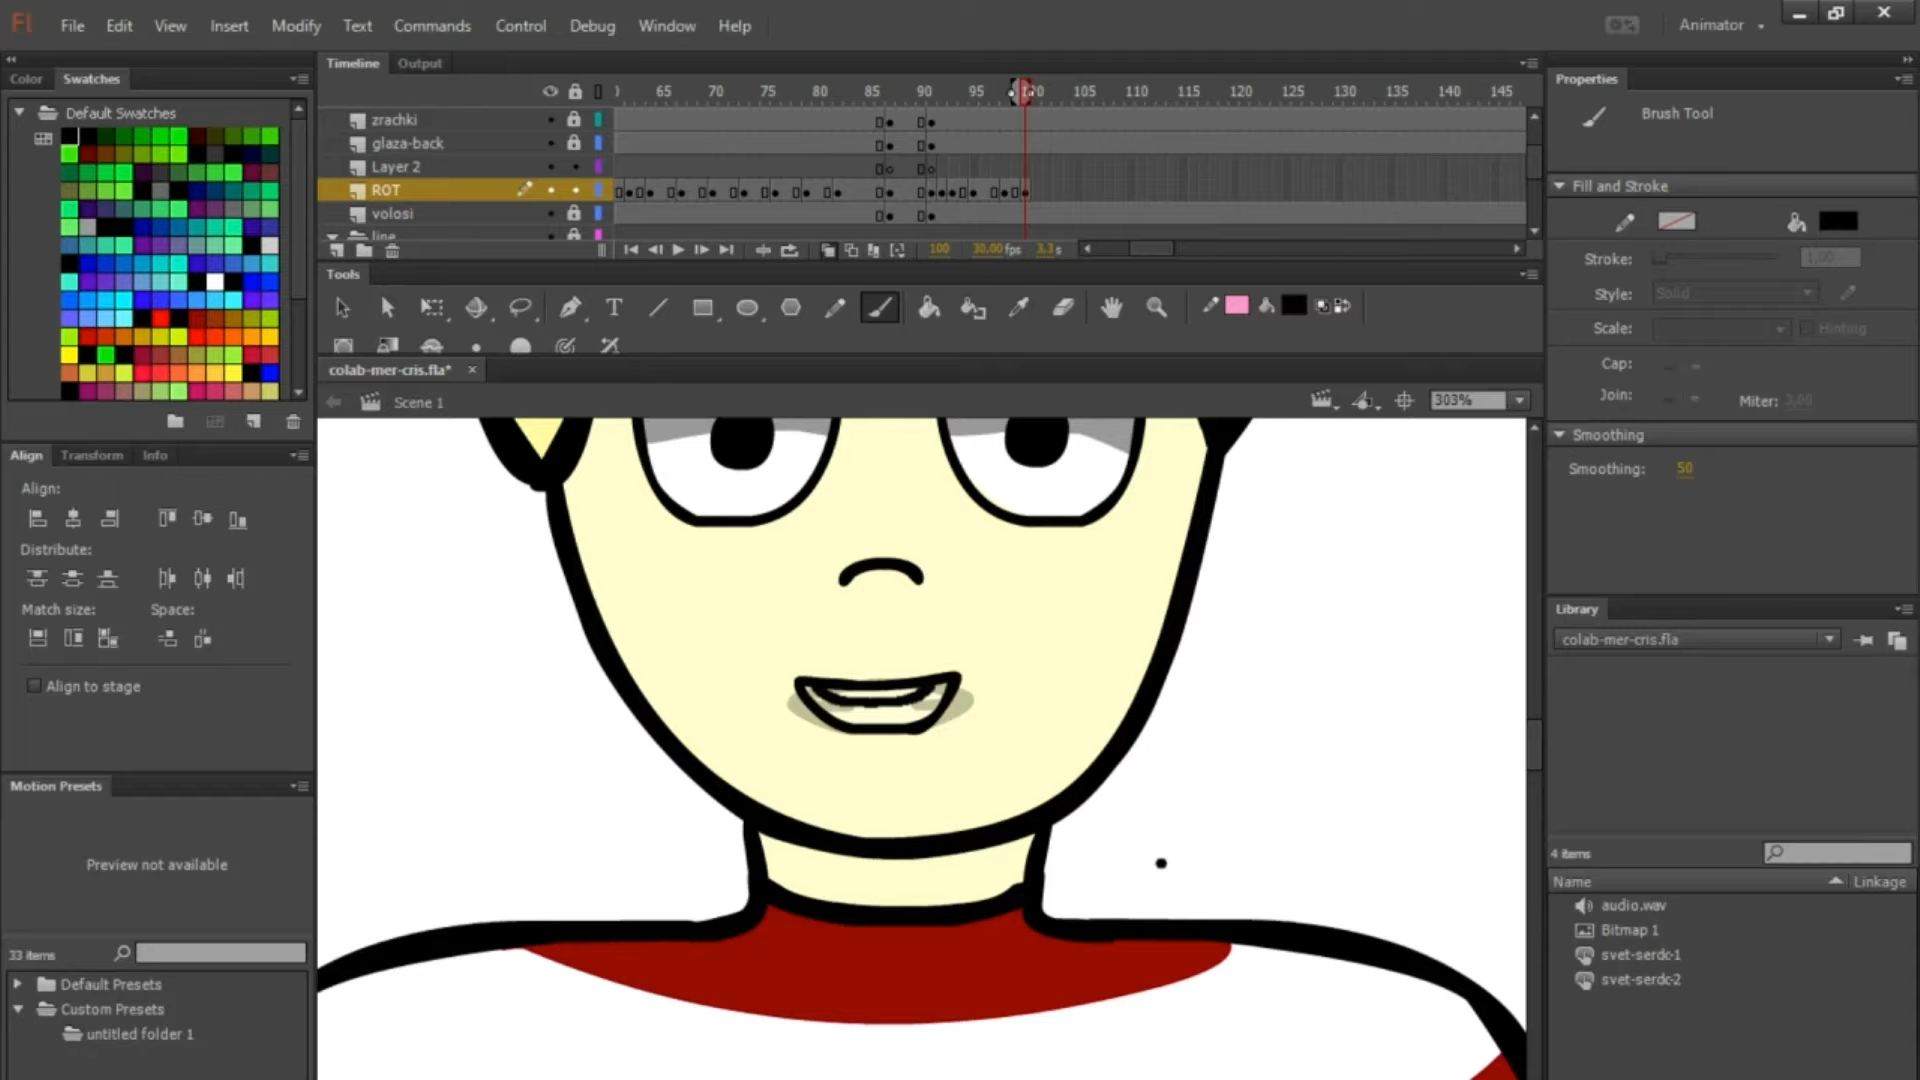 Fl File Edit View Insert Modify Text Commands Control Debug Window Help Animator
Color Swatches
Default Swatches
Timeline Output
65 70 75 80 85 90 95 105 110 115 120 125 130 135 140 145
zrachki
glaza-back
Layer 2
ROT
volosi
line
100 30,00 fps 3.3 s
Tools
colab-mer-cris.fla*
Scene 1
303%
Align Transform Info
Align:
Distribute:
Match size: Space:
Align to stage
Motion Presets
Preview not available
33 items
Default Presets
Custom Presets
untitled folder 1
Properties
Brush Tool
Fill and Stroke
Stroke: 1,00
Style: Solid
Scale: Hinting
Cap:
Join: Miter: 3,00
Smoothing
Smoothing: 50
Library
colab-mer-cris.fla
4 items
Name Linkage
audio.wav
Bitmap 1
svet-serdc-1
svet-serdc-2